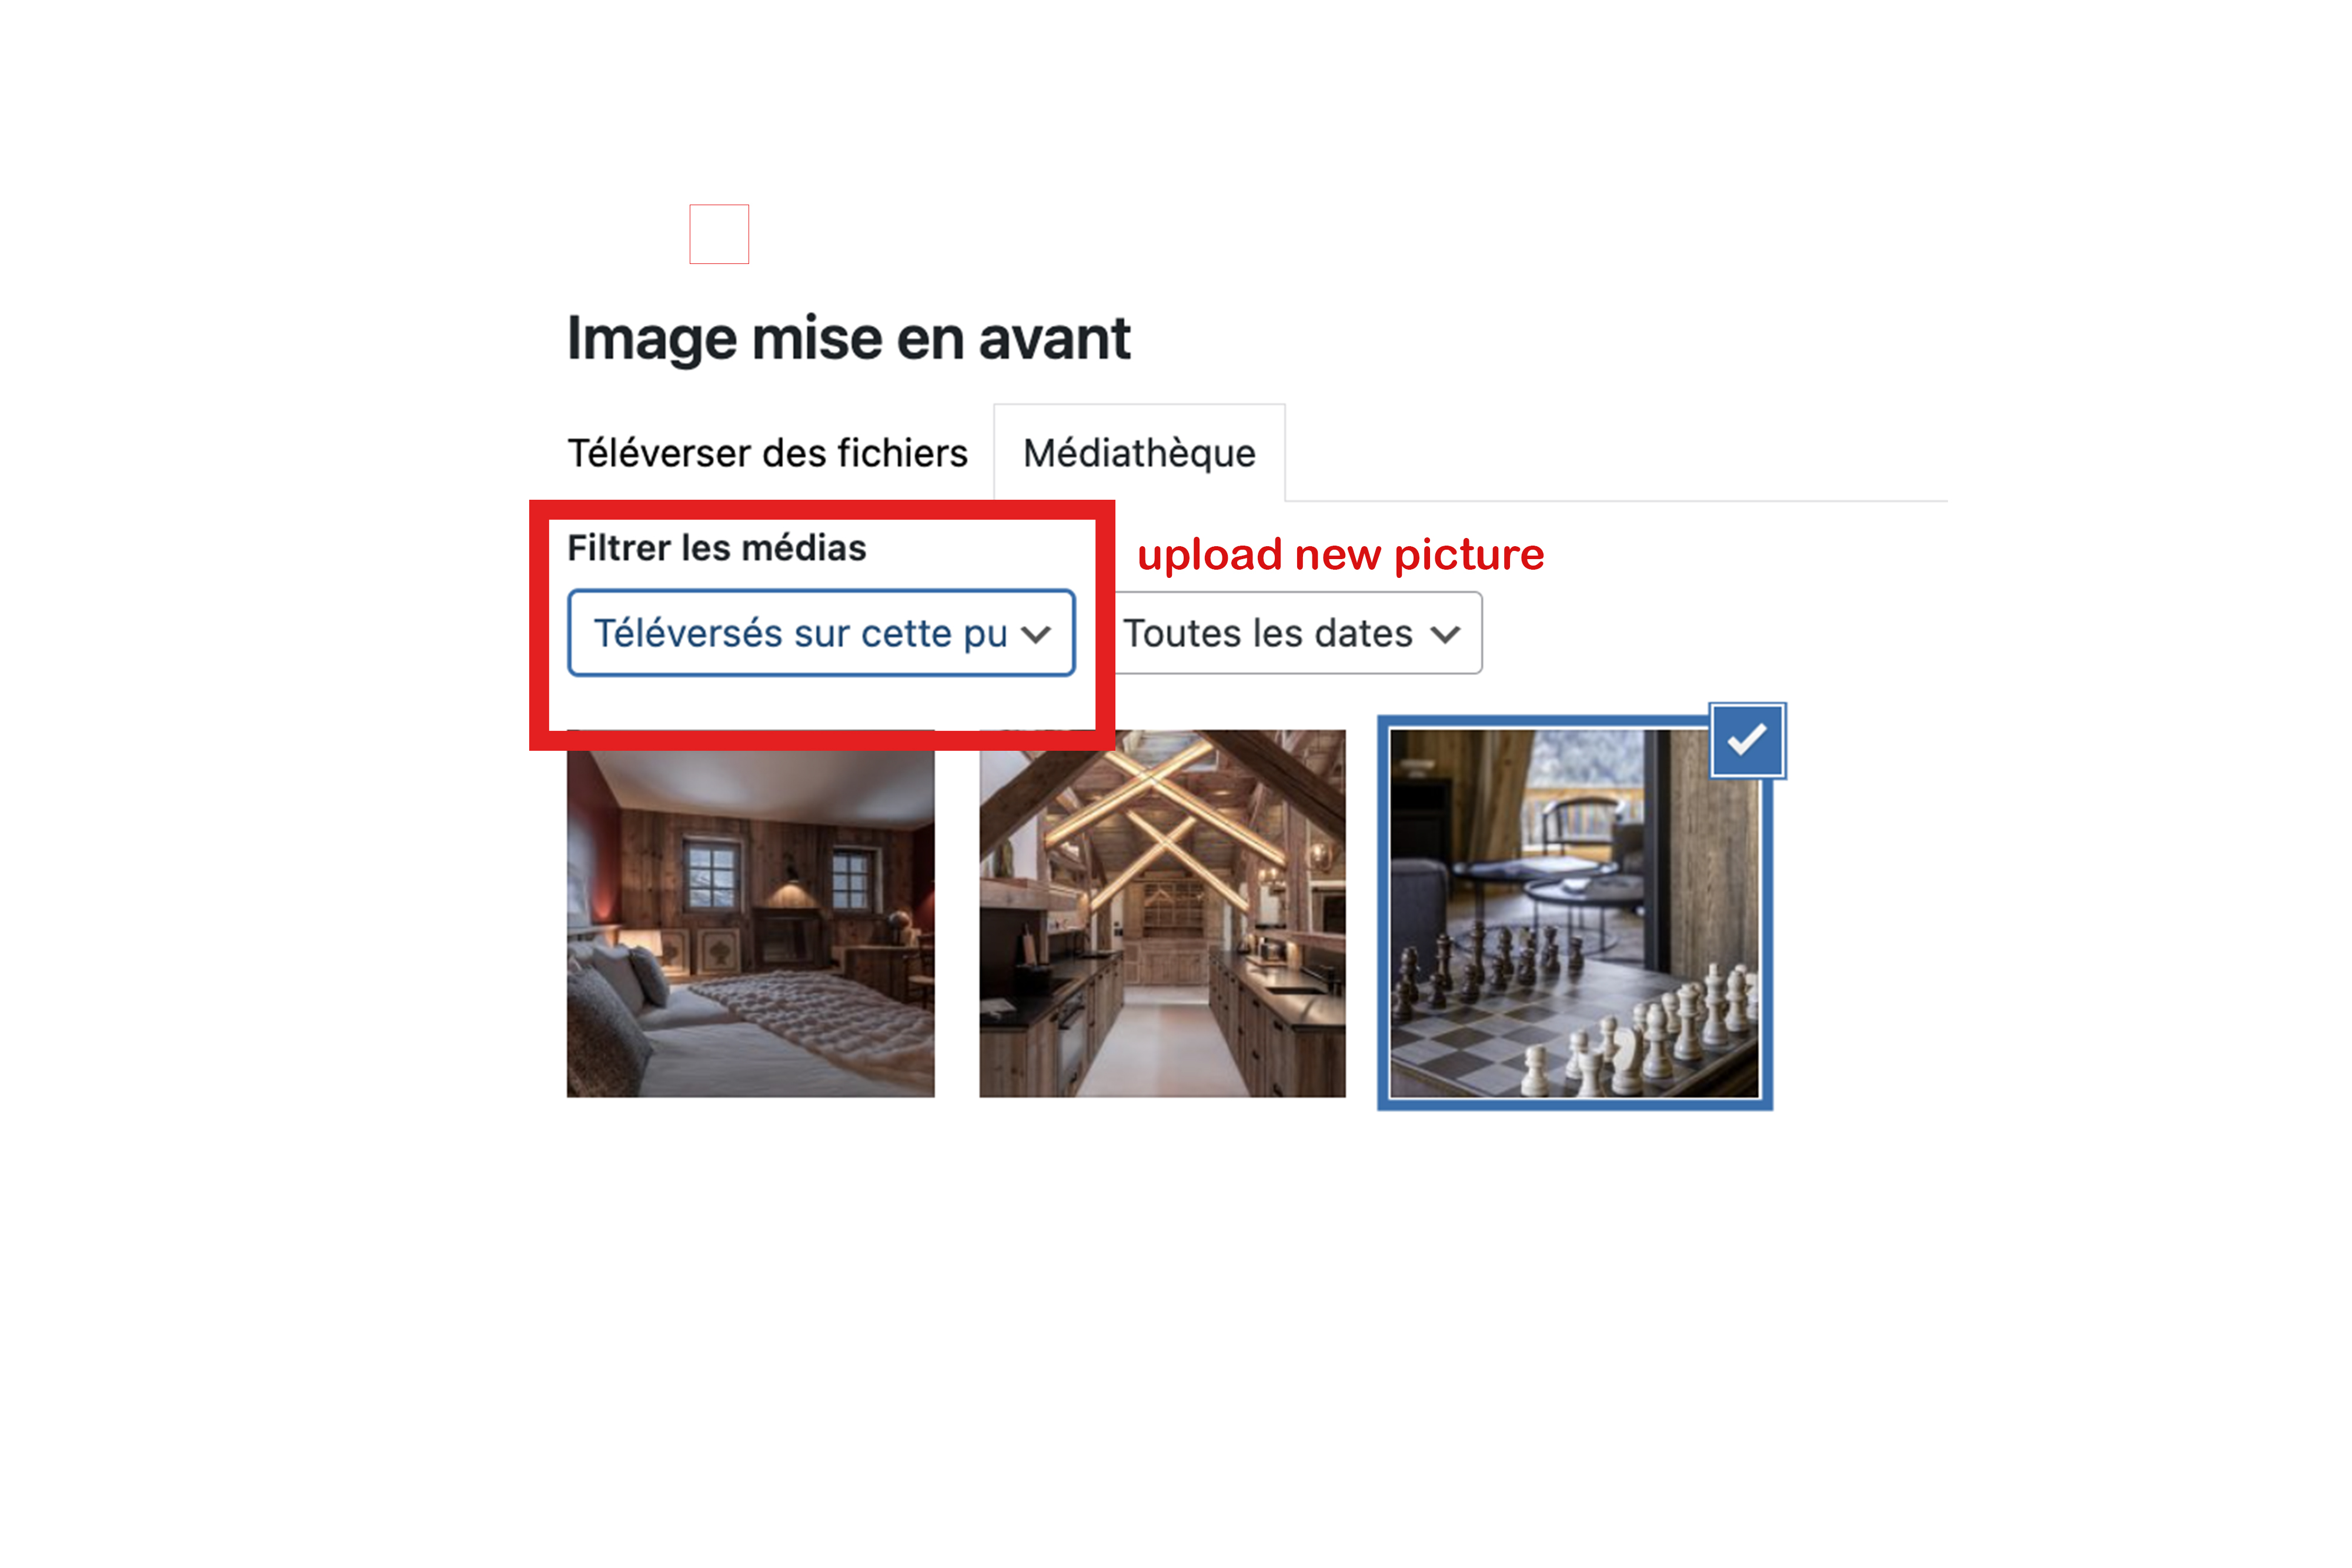 Image mise en avant
Téléverser des fichiers
Médiathèque
Filtrer les médias
upload new picture
Téléversés sur cette pu
Toutes les dates